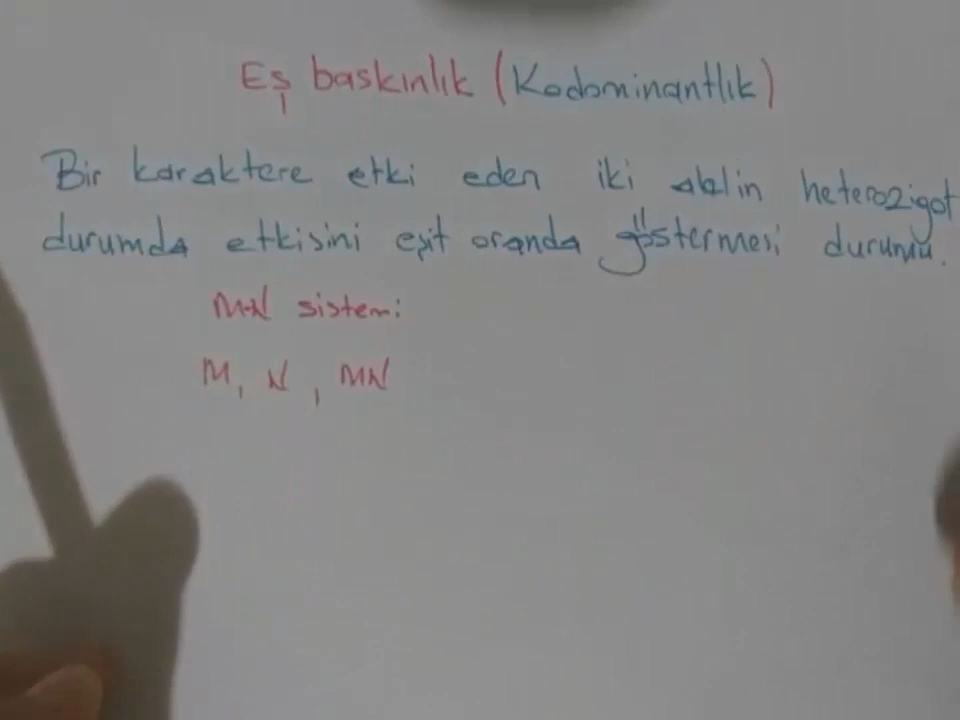 Eş baskınlık (Kodominantlık)
Bir karaktere etki eden iki alelin heterozigot
durumda etkisini eşit oranda göstermesi durumu.
MN sistemi
M, N, MN